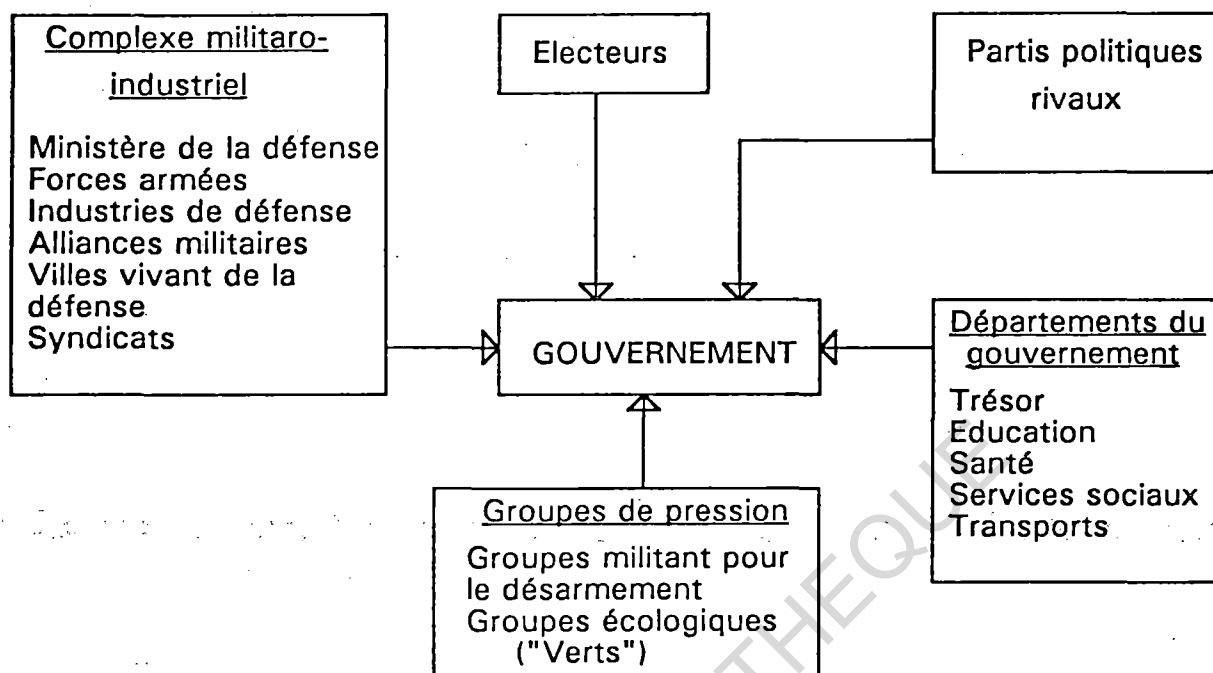 Complexe militaro-
industriel
Ministère de la défense
Forces armées
Industries de défense
Alliances militaires
Villes vivant de la
défense
Syndicats
Electeurs
Partis politiques
rivaux
GOUVERNEMENT
Départements du
gouvernement
Trésor
Education
Santé
Services sociaux
Transports
Groupes de pression
Groupes militant pour
le désarmement
Groupes écologiques
("Verts")
THEQUE